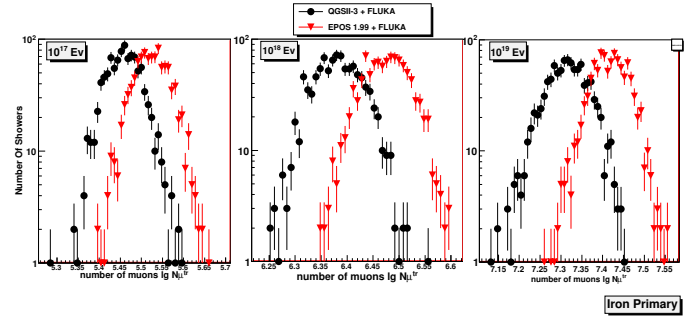 QGSII-3 + FLUKA
EPOS 1.99 + FLUKA
10^17 Ev
10^18 Ev
10^19 Ev
Number Of Showers
10^2
10
1
5.3 5.35 5.4 5.45 5.5 5.55 5.6 5.65 5.7
number of muons lg Nμ^tr
10^2
10
1
6.25 6.3 6.35 6.4 6.45 6.5 6.55 6.6
number of muons lg Nμ^tr
10^2
10
1
7.15 7.2 7.25 7.3 7.35 7.4 7.45 7.5 7.55
number of muons lg Nμ^tr
Iron Primary